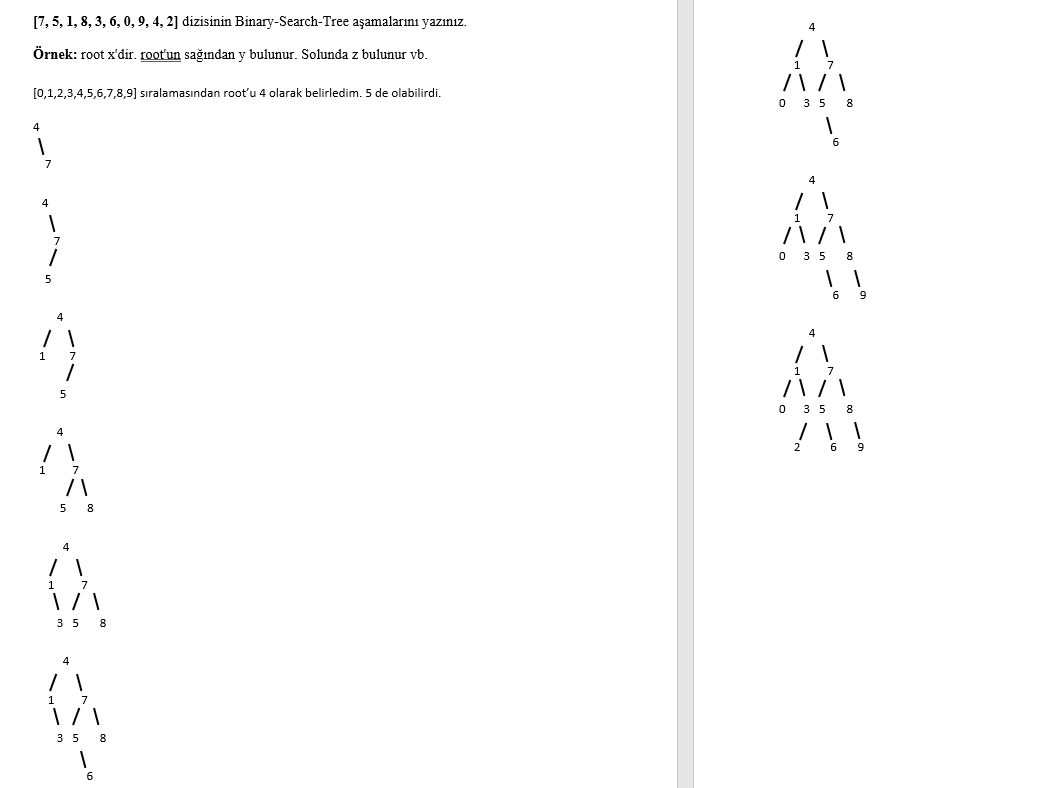 [7, 5, 1, 8, 3, 6, 0, 9, 4, 2] dizisinin Binary-Search-Tree aşamalarını yazınız.
Örnek: root x'dir. root'un sağından y bulunur. Solunda z bulunur vb.
[0,1,2,3,4,5,6,7,8,9] sıralamasından root'u 4 olarak belirledim. 5 de olabilirdi.
4
7
4
7
5
4
1 7
5
4
1 7
5 8
4
1 7
3 5 8
4
1 7
3 5 8
6
4
1 7
0 3 5 8
6
4
1 7
0 3 5 8
6 9
4
1 7
0 3 5 8
2 6 9